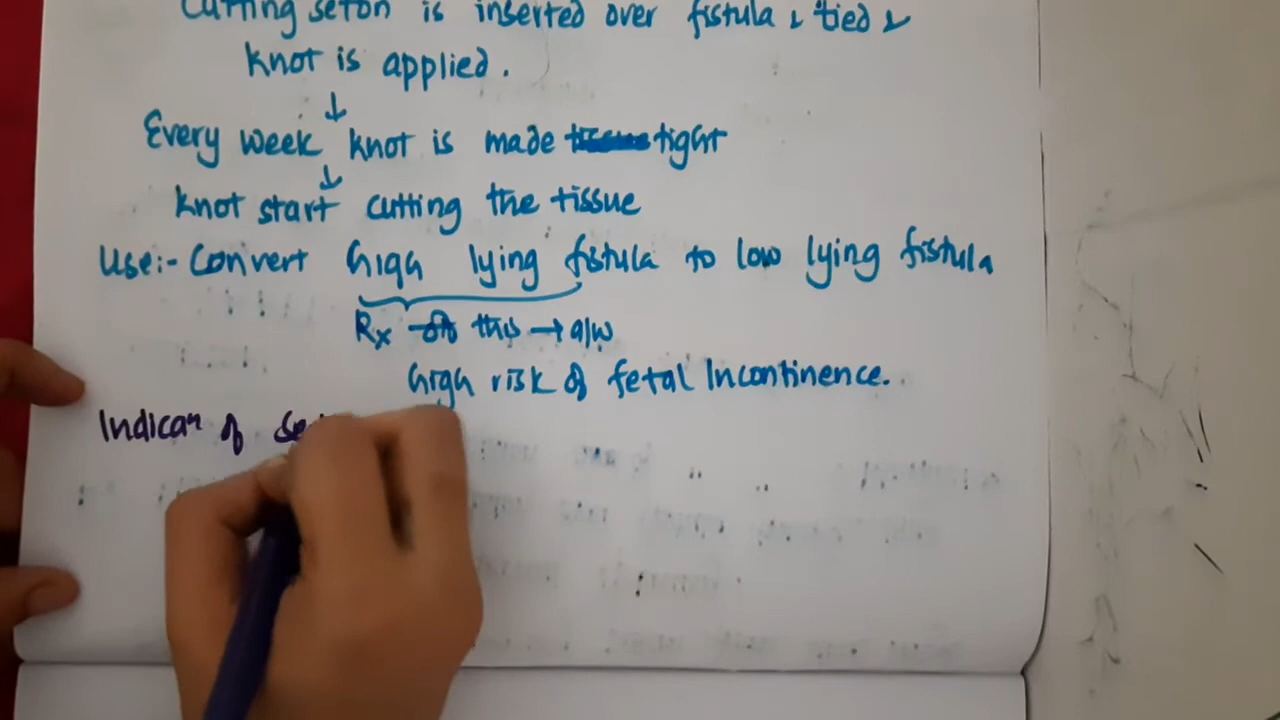 Cutting seton is inserted over fistula & tied &
knot is applied.
↓
Every week knot is made tight
↓
knot start cutting the tissue
Use:- Convert high lying fistula to low lying fistula
Rx of this → a/w
high risk of fetal Incontinence.
Indican of se